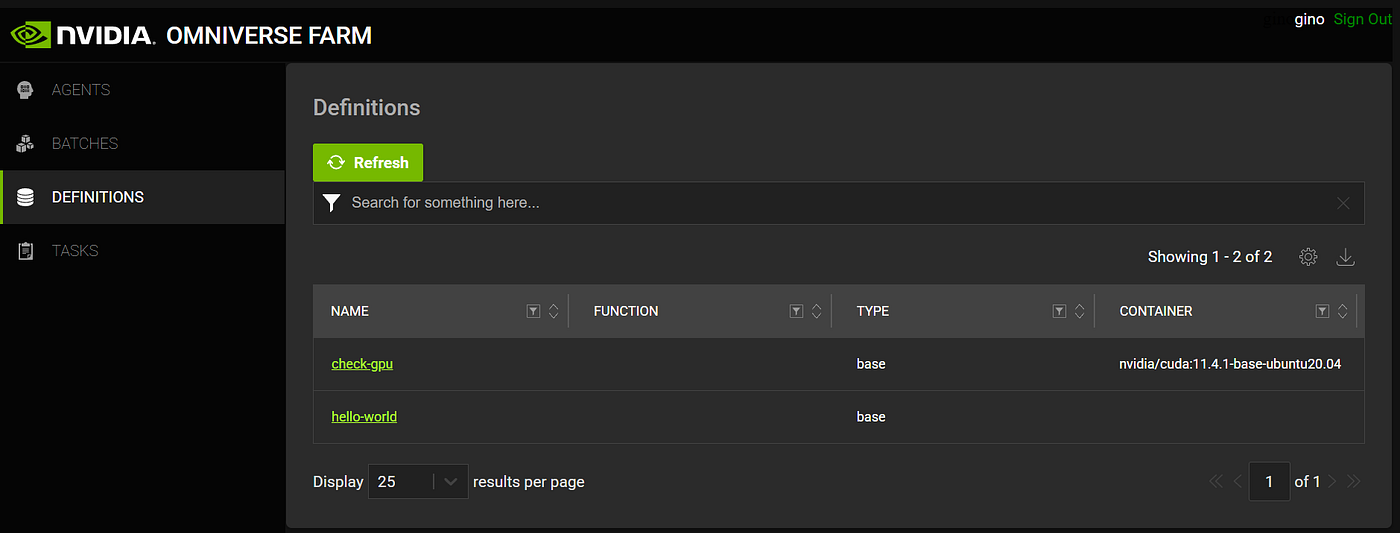 NVIDIA. OMNIVERSE FARM
gino Sign Out
AGENTS
BATCHES
DEFINITIONS
TASKS
Definitions
Refresh
Search for something here...
Showing 1 - 2 of 2
NAME FUNCTION TYPE CONTAINER
check-gpu base nvidia/cuda:11.4.1-base-ubuntu20.04
hello-world base
Display 25 results per page
1 of 1